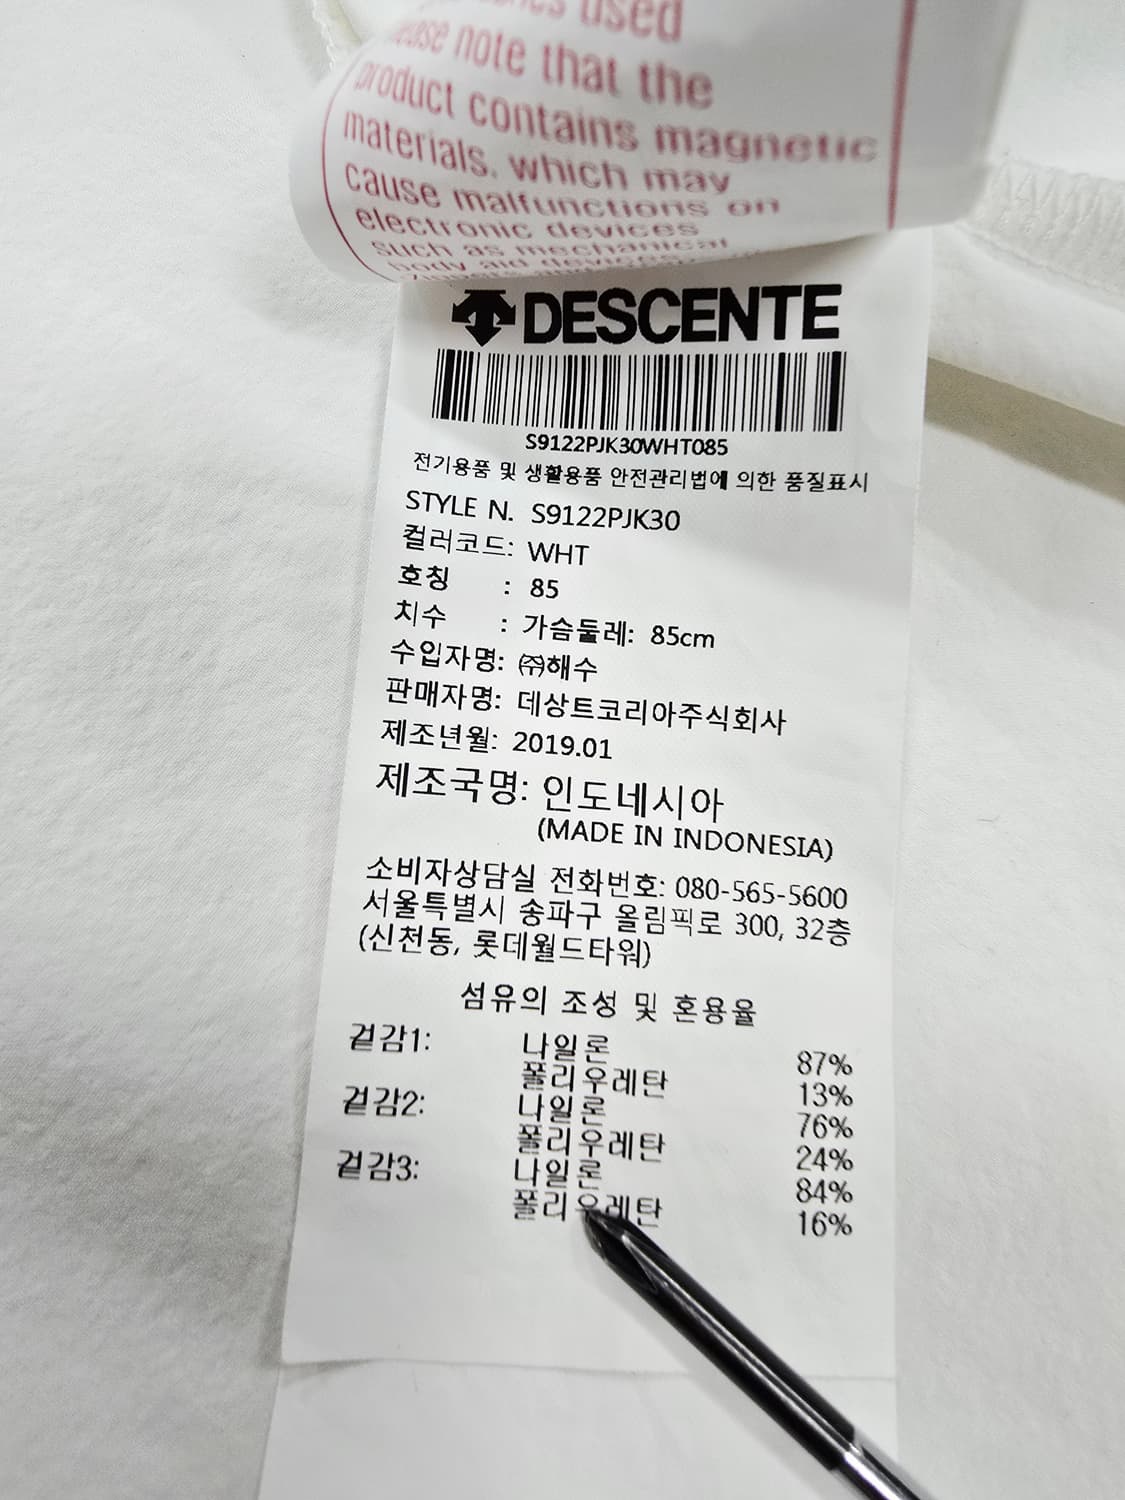 used
note that the
product contains magnetic
materials, which may
cause malfunctions on
electronic devices
such as mechanical
body aid devices,
DESCENTE
S9122PJK30WHT085
전기용품 및 생활용품 안전관리법에 의한 품질표시
STYLE N. S9122PJK30
컬러코드: WHT
호칭 : 85
치수 : 가슴둘레: 85cm
수입자명: ㈜해수
판매자명: 데상트코리아주식회사
제조년월: 2019.01
제조국명: 인도네시아
(MADE IN INDONESIA)
소비자상담실 전화번호: 080-565-5600
서울특별시 송파구 올림픽로 300, 32층
(신천동, 롯데월드타워)
섬유의 조성 및 혼용율
겉감1: 나일론 87%
폴리우레탄 13%
겉감2: 나일론 76%
폴리우레탄 24%
겉감3: 나일론 84%
폴리우레탄 16%